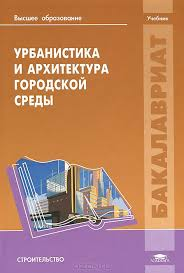 Высшее образование
Учебник
УРБАНИСТИКА
И АРХИТЕКТУРА
ГОРОДСКОЙ
СРЕДЫ
БАКАЛАВРИАТ
СТРОИТЕЛЬСТВО